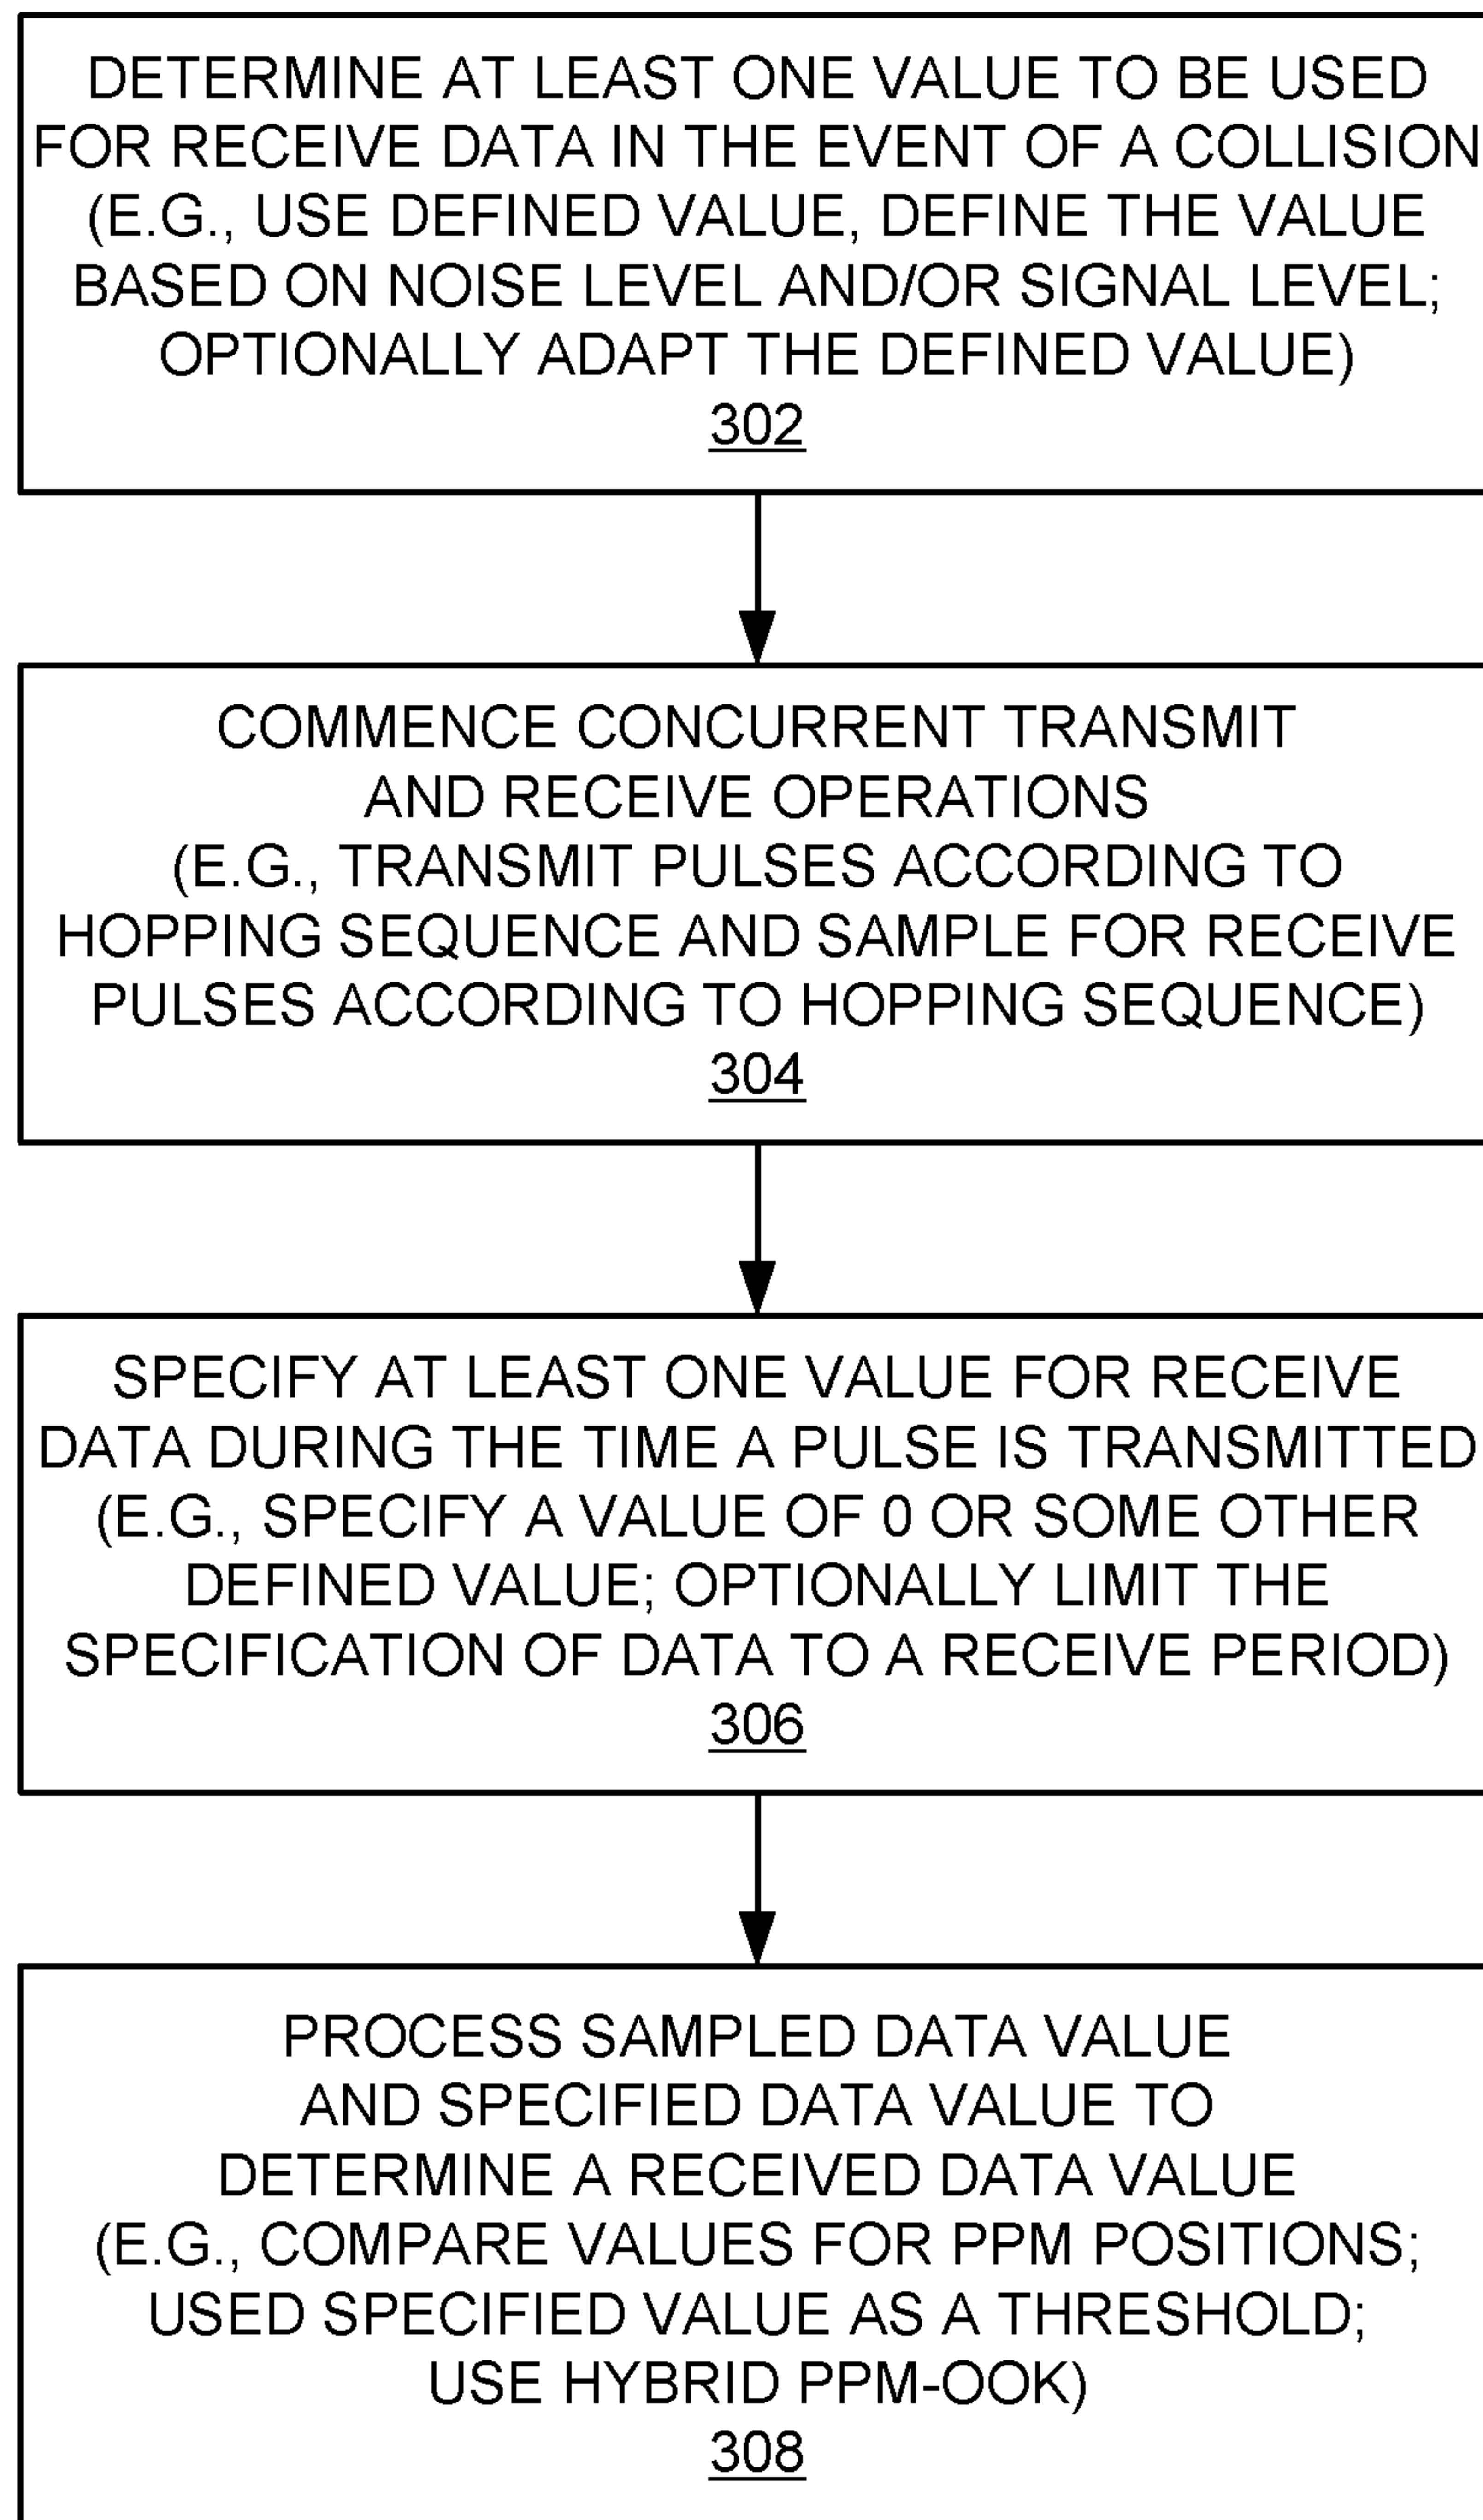 DETERMINE AT LEAST ONE VALUE TO BE USED
FOR RECEIVE DATA IN THE EVENT OF A COLLISION
(E.G., USE DEFINED VALUE, DEFINE THE VALUE
BASED ON NOISE LEVEL AND/OR SIGNAL LEVEL;
OPTIONALLY ADAPT THE DEFINED VALUE)
302
COMMENCE CONCURRENT TRANSMIT
AND RECEIVE OPERATIONS
(E.G., TRANSMIT PULSES ACCORDING TO
HOPPING SEQUENCE AND SAMPLE FOR RECEIVE
PULSES ACCORDING TO HOPPING SEQUENCE)
304
SPECIFY AT LEAST ONE VALUE FOR RECEIVE
DATA DURING THE TIME A PULSE IS TRANSMITTED
(E.G., SPECIFY A VALUE OF 0 OR SOME OTHER
DEFINED VALUE; OPTIONALLY LIMIT THE
SPECIFICATION OF DATA TO A RECEIVE PERIOD)
306
PROCESS SAMPLED DATA VALUE
AND SPECIFIED DATA VALUE TO
DETERMINE A RECEIVED DATA VALUE
(E.G., COMPARE VALUES FOR PPM POSITIONS;
USED SPECIFIED VALUE AS A THRESHOLD;
USE HYBRID PPM-OOK)
308